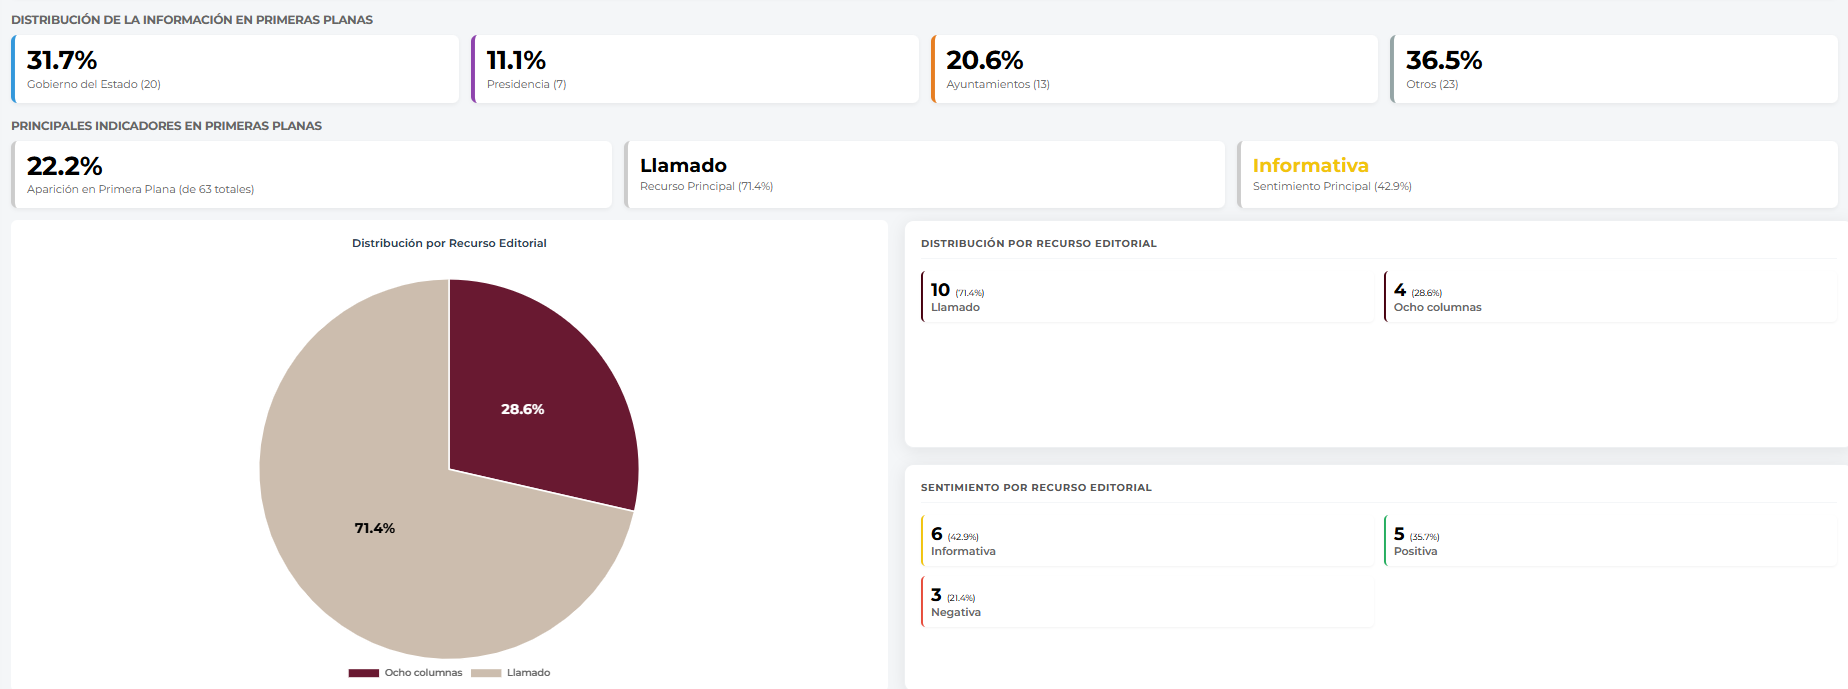 DISTRIBUCIÓN DE LA INFORMACIÓN EN PRIMERAS PLANAS
31.7%
Gobierno del Estado (20)
11.1%
Presidencia (7)
20.6%
Ayuntamientos (13)
36.5%
Otros (23)
PRINCIPALES INDICADORES EN PRIMERAS PLANAS
22.2%
Aparición en Primera Plana (de 63 totales)
Llamado
Recurso Principal (71.4%)
Informativa
Sentimiento Principal (42.9%)
Distribución por Recurso Editorial
28.6%
71.4%
Ocho columnas
Llamado
DISTRIBUCIÓN POR RECURSO EDITORIAL
10 (71.4%)
Llamado
4 (28.6%)
Ocho columnas
SENTIMIENTO POR RECURSO EDITORIAL
6 (42.9%)
Informativa
5 (35.7%)
Positiva
3 (21.4%)
Negativa